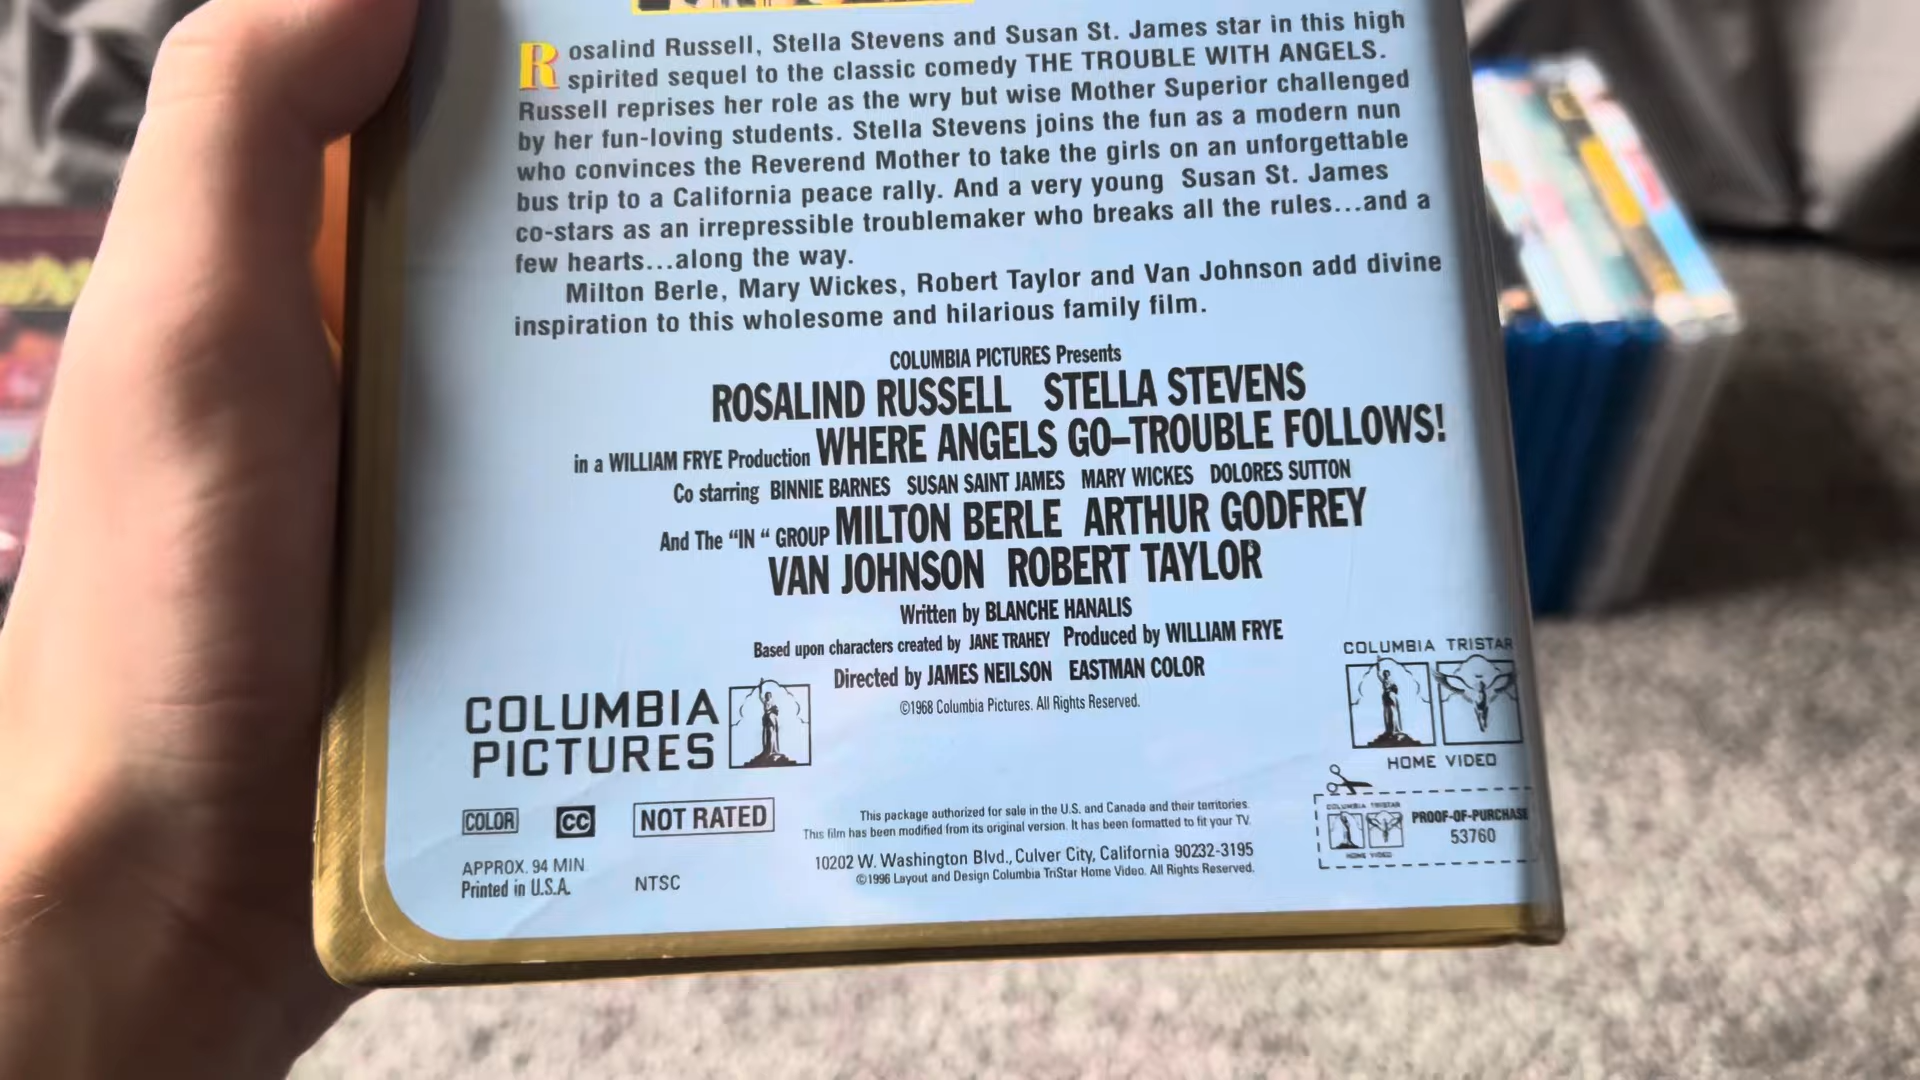 Rosalind Russell, Stella Stevens and Susan St. James star in this high
spirited sequel to the classic comedy THE TROUBLE WITH ANGELS.
Russell reprises her role as the wry but wise Mother Superior challenged
by her fun-loving students. Stella Stevens joins the fun as a modern nun
who convinces the Reverend Mother to take the girls on an unforgettable
bus trip to a California peace rally. And a very young Susan St. James
co-stars as an irrepressible troublemaker who breaks all the rules...and a
few hearts...along the way.
Milton Berle, Mary Wickes, Robert Taylor and Van Johnson add divine
inspiration to this wholesome and hilarious family film.
COLUMBIA PICTURES Presents
ROSALIND RUSSELL STELLA STEVENS
in a WILLIAM FRYE Production WHERE ANGELS GO–TROUBLE FOLLOWS!
Co starring BINNIE BARNES SUSAN SAINT JAMES MARY WICKES DOLORES SUTTON
And The “IN “ GROUP MILTON BERLE ARTHUR GODFREY
VAN JOHNSON ROBERT TAYLOR
Written by BLANCHE HANALIS
Based upon characters created by JANE TRAHEY Produced by WILLIAM FRYE
Directed by JAMES NEILSON EASTMAN COLOR
©1968 Columbia Pictures. All Rights Reserved.
COLUMBIA
PICTURES
COLUMBIA TRISTAR
HOME VIDEO
COLOR CC NOT RATED
APPROX. 94 MIN.
Printed in U.S.A. NTSC
This package authorized for sale in the U.S. and Canada and their territories.
This film has been modified from its original version. It has been formatted to fit your TV.
10202 W. Washington Blvd., Culver City, California 90232-3195
©1996 Layout and Design Columbia TriStar Home Video. All Rights Reserved.
COLUMBIA TRISTAR
HOME VIDEO
PROOF-OF-PURCHASE
53760